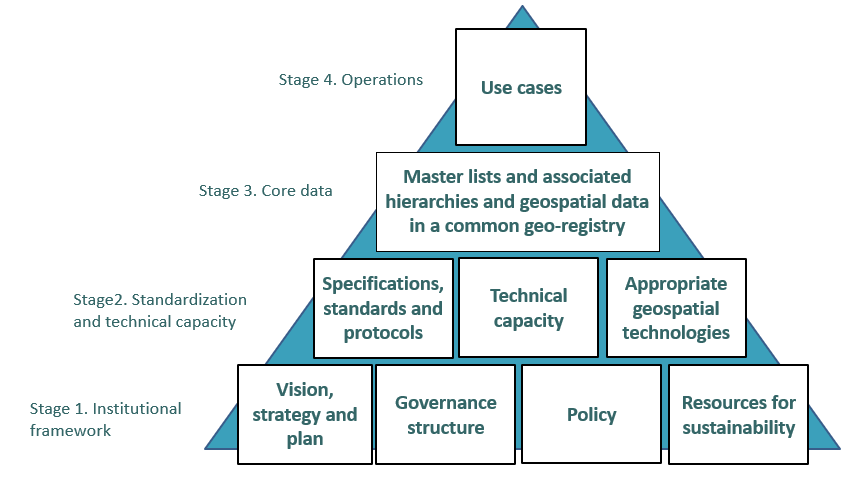 Stage 4. Operations
Use cases
Stage 3. Core data
Master lists and associated
hierarchies and geospatial data
in a common geo-registry
Stage2. Standardization
and technical capacity
Specifications,
standards and
protocols
Technical
capacity
Appropriate
geospatial
technologies
Stage 1. Institutional
framework
Vision,
strategy and
plan
Governance
structure
Policy
Resources for
sustainability